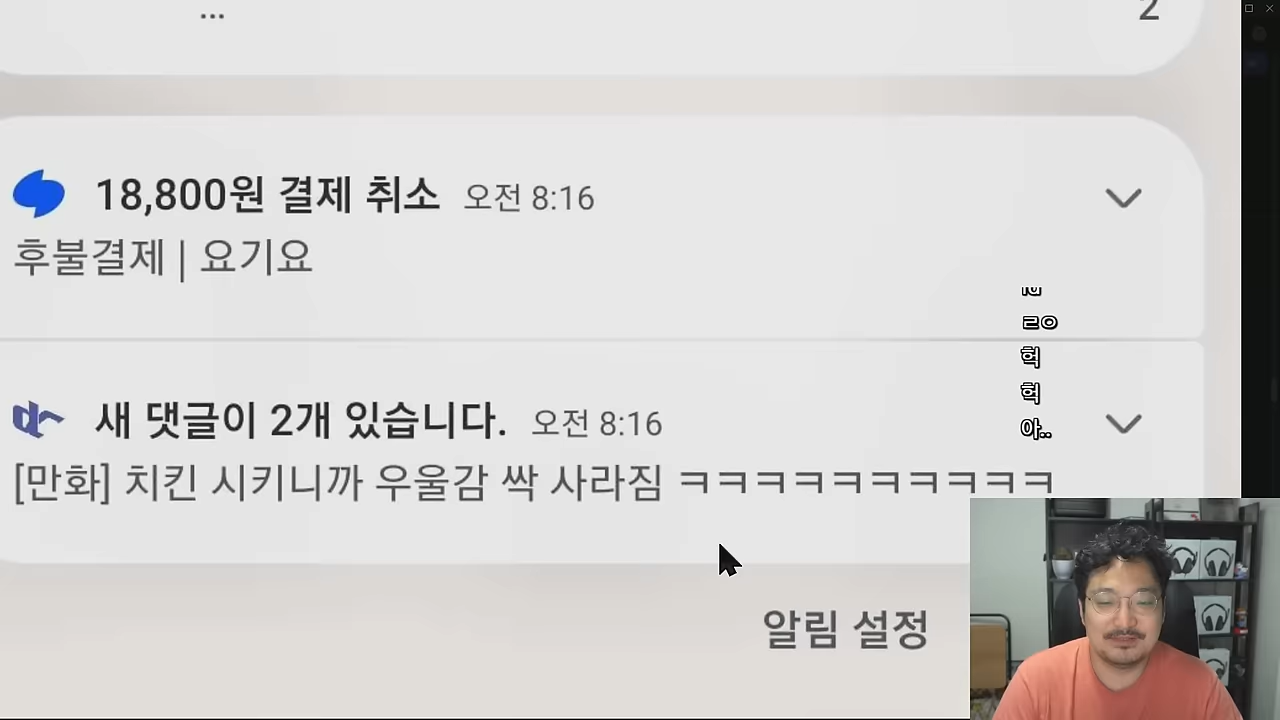 ...
2
18,800원 결제 취소 오전 8:16
후불결제 | 요기요
ㄹㅇ
헉
헉
아..
새 댓글이 2개 있습니다. 오전 8:16
[만화] 치킨 시키니까 우울감 싹 사라짐 ㅋㅋㅋㅋㅋㅋㅋㅋㅋㅋ
알림 설정